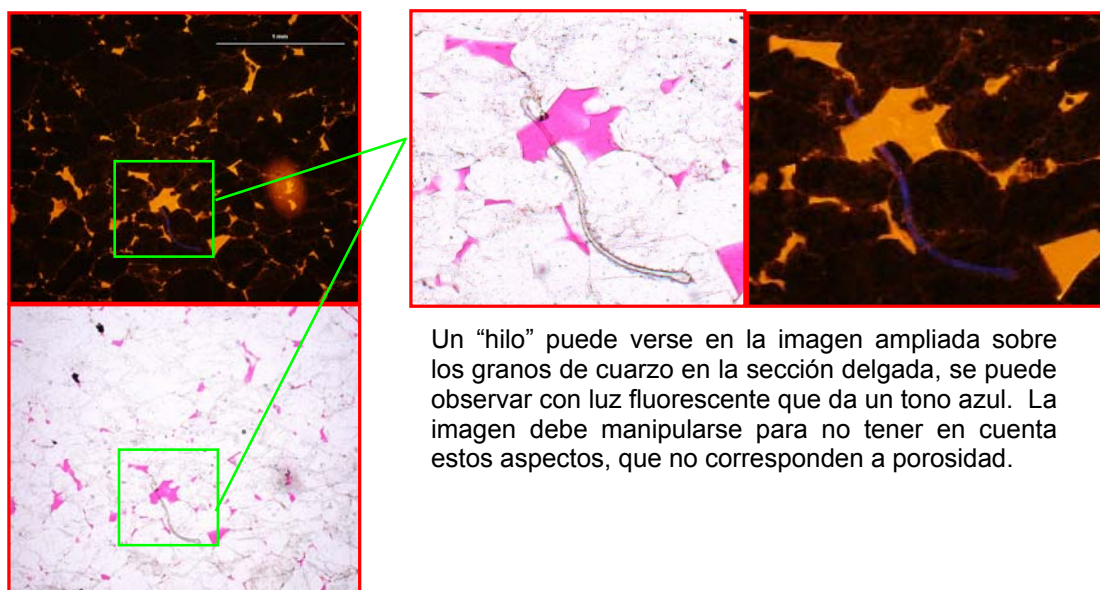 1 mm
Un “hilo” puede verse en la imagen ampliada sobre
los granos de cuarzo en la sección delgada, se puede
observar con luz fluorescente que da un tono azul. La
imagen debe manipularse para no tener en cuenta
estos aspectos, que no corresponden a porosidad.